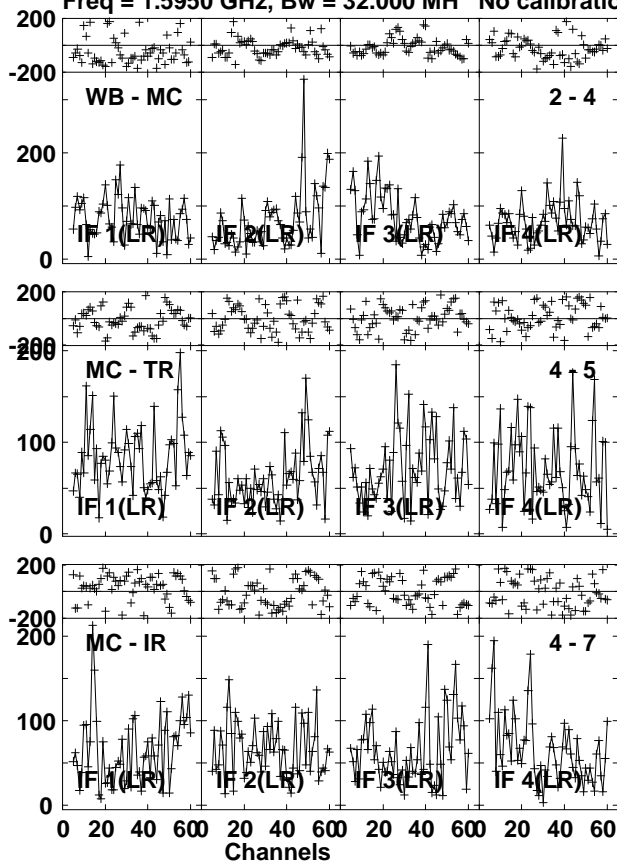 Freq = 1.5950 GHz, Bw = 32.000 MH No calibratio
200
-200
WB - MC 2 - 4
200
0
IF 1(LR) IF 2(LR) IF 3(LR) IF 4(LR)
200
-200
200
MC - TR 4 - 5
100
0
IF 1(LR) IF 2(LR) IF 3(LR) IF 4(LR)
200
-200
200
MC - IR 4 - 7
100
0
IF 1(LR) IF 2(LR) IF 3(LR) IF 4(LR)
0 20 40 60 0 20 40 60 0 20 40 60 0 20 40 60
Channels